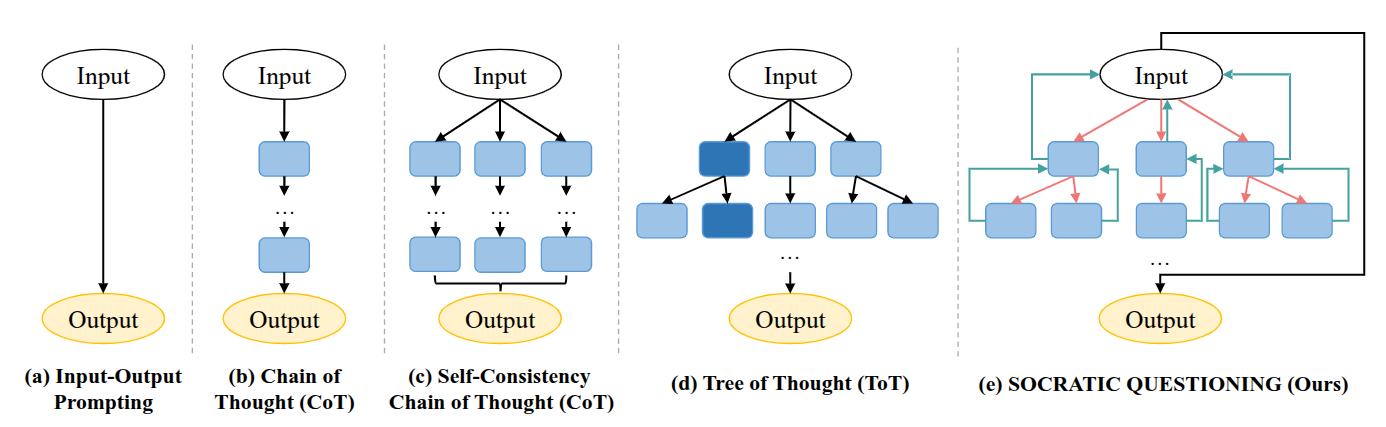 Input
Output
(a) Input-Output
Prompting
Input
...
Output
(b) Chain of
Thought (CoT)
Input
... ... ...
Output
(c) Self-Consistency
Chain of Thought (CoT)
Input
...
Output
(d) Tree of Thought (ToT)
Input
...
Output
(e) SOCRATIC QUESTIONING (Ours)